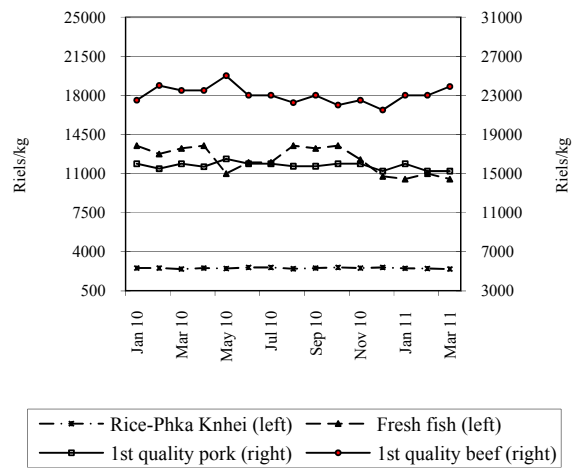 25000 31000
21500 27000
18000 23000
14500 19000
11000 15000
7500 11000
4000 7000
500 3000
Riels/kg
Riels/kg
Jan 10 Mar 10 May 10 Jul 10 Sep 10 Nov 10 Jan 11 Mar 11
Rice-Phka Knhei (left) Fresh fish (left)
1st quality pork (right) 1st quality beef (right)